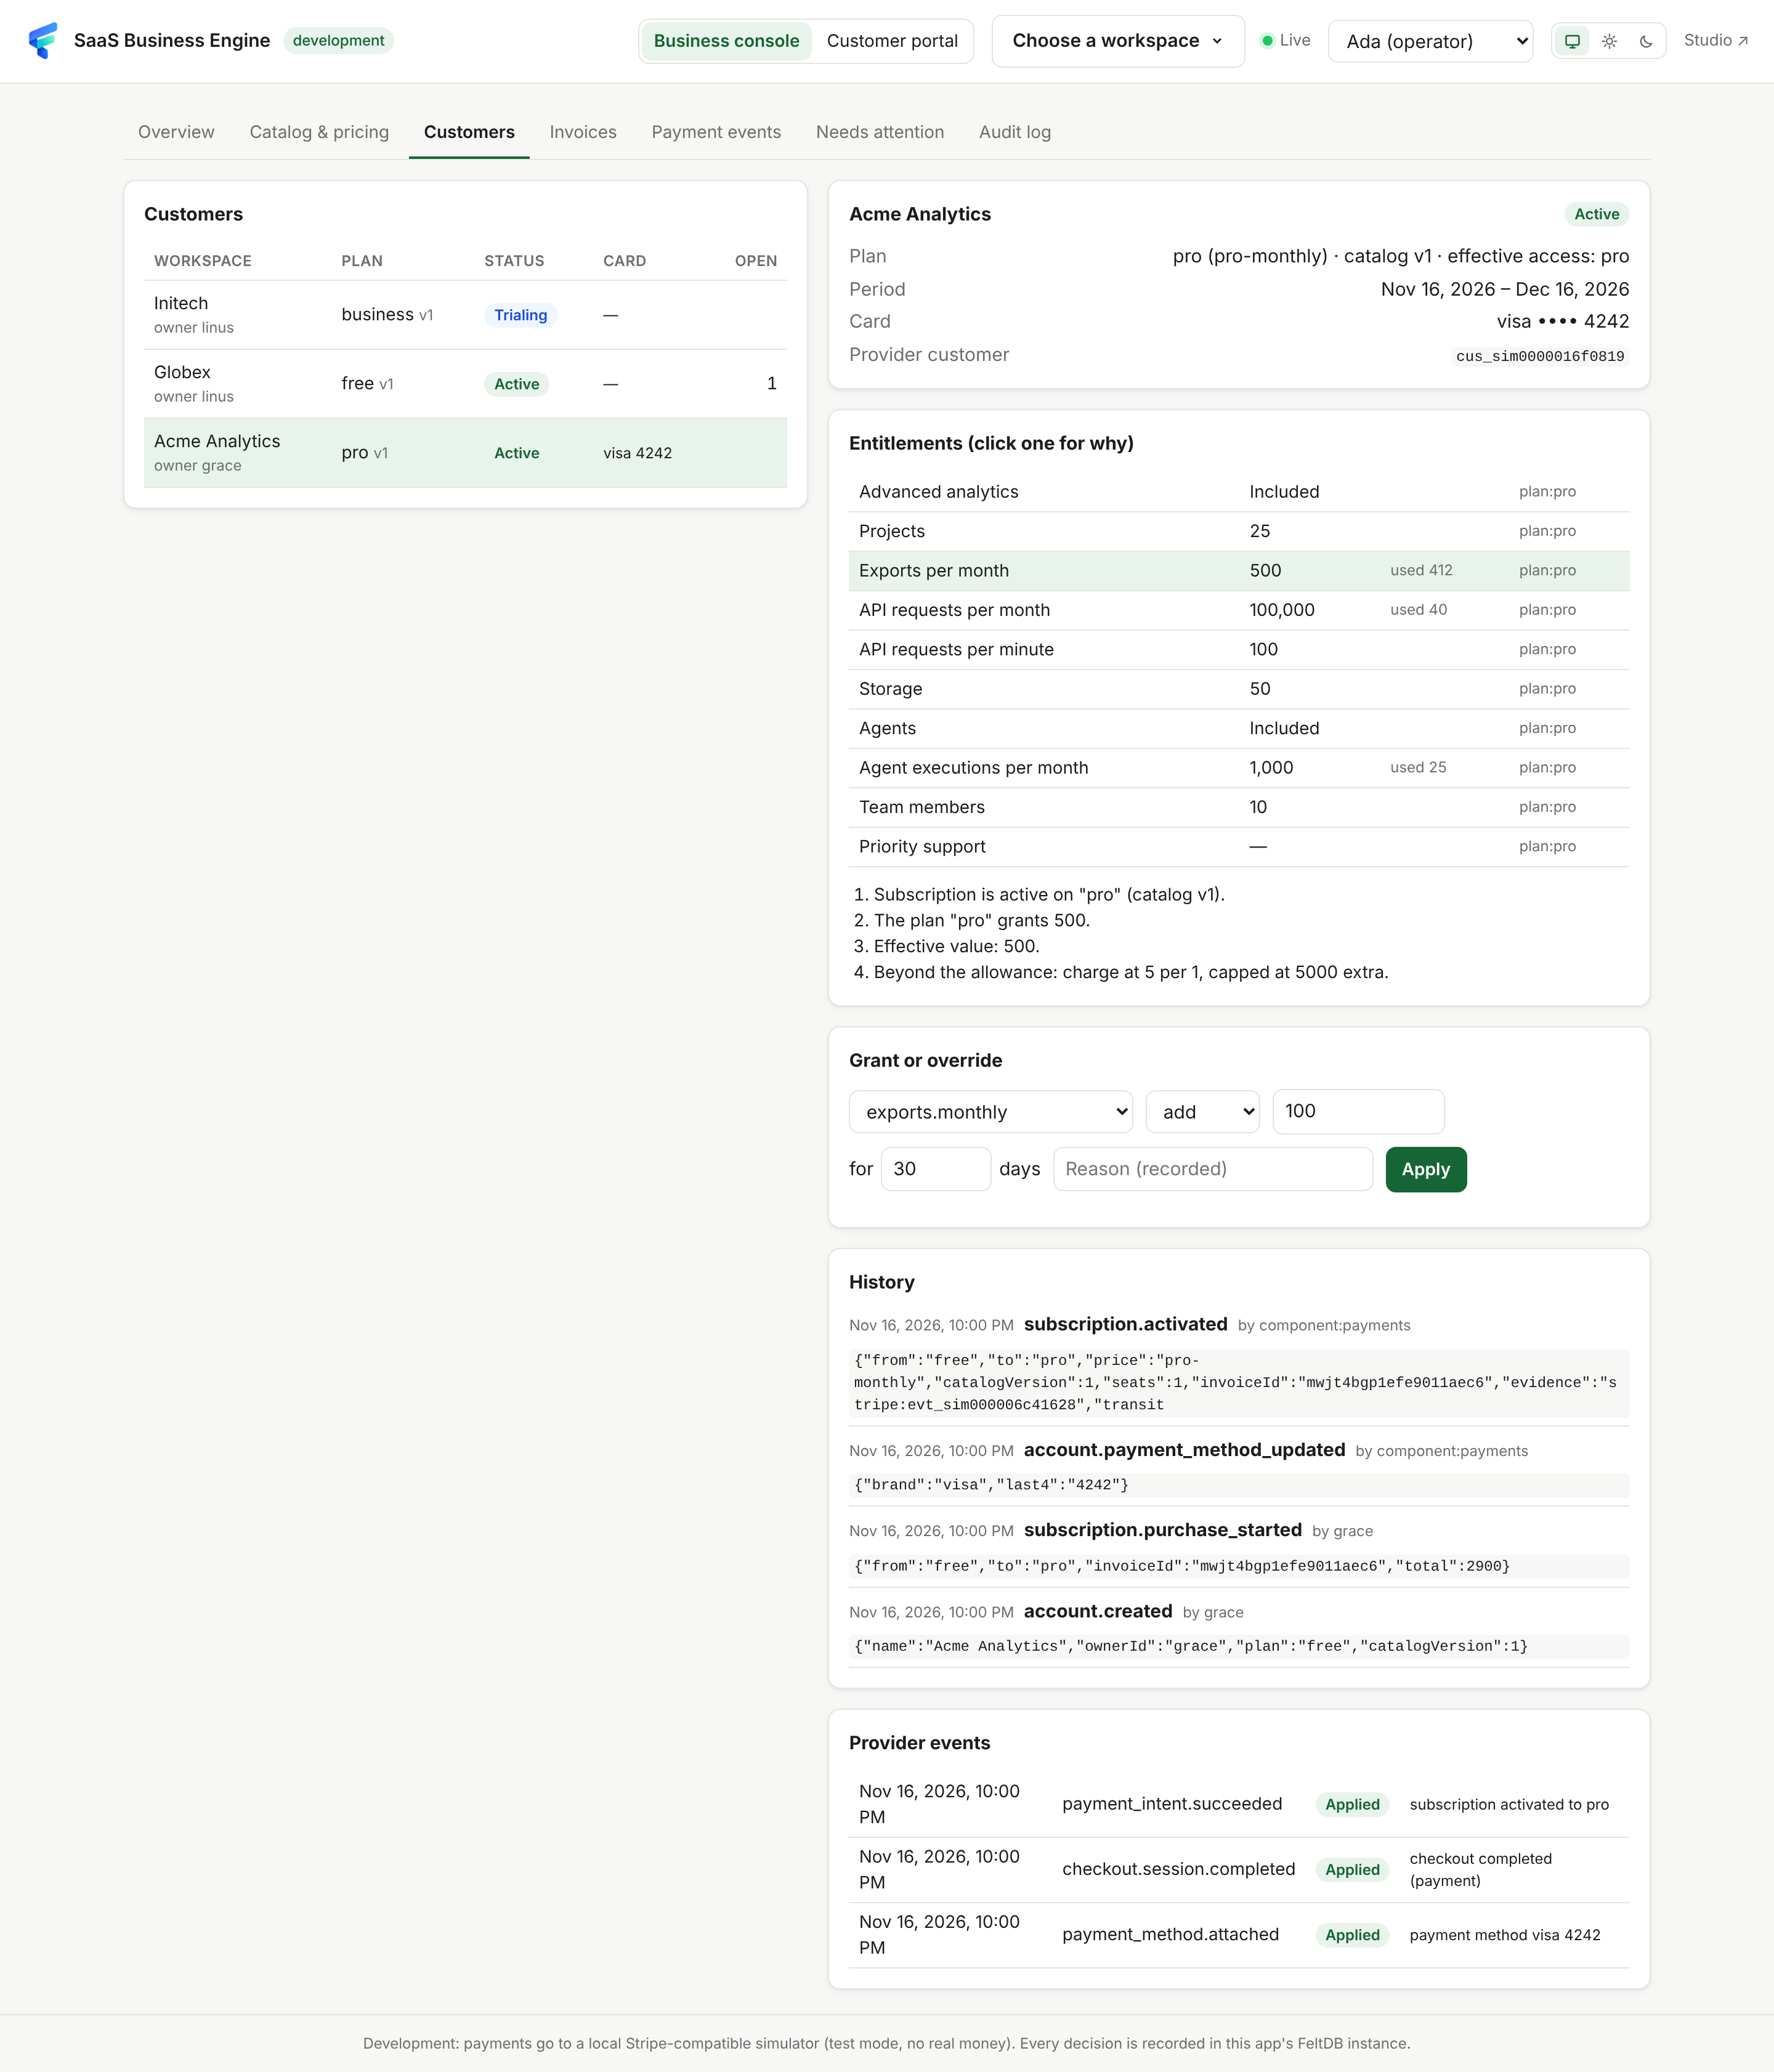 SaaS Business Engine development
Business console Customer portal Choose a workspace Live Ada (operator) Studio ↗
Overview Catalog & pricing Customers Invoices Payment events Needs attention Audit log
Customers
WORKSPACE PLAN STATUS CARD OPEN
Initech
owner linus
business v1 Trialing —
Globex
owner linus
free v1 Active — 1
Acme Analytics
owner grace
pro v1 Active visa 4242
Acme Analytics Active
Plan pro (pro-monthly) · catalog v1 · effective access: pro
Period Nov 16, 2026 – Dec 16, 2026
Card visa •••• 4242
Provider customer cus_sim0000016f0819
Entitlements (click one for why)
Advanced analytics Included plan:pro
Projects 25 plan:pro
Exports per month 500 used 412 plan:pro
API requests per month 100,000 used 40 plan:pro
API requests per minute 100 plan:pro
Storage 50 plan:pro
Agents Included plan:pro
Agent executions per month 1,000 used 25 plan:pro
Team members 10 plan:pro
Priority support — plan:pro
1. Subscription is active on "pro" (catalog v1).
2. The plan "pro" grants 500.
3. Effective value: 500.
4. Beyond the allowance: charge at 5 per 1, capped at 5000 extra.
Grant or override
exports.monthly add 100
for 30 days Reason (recorded) Apply
History
Nov 16, 2026, 10:00 PM subscription.activated by component:payments
{"from":"free","to":"pro","price":"pro-
monthly","catalogVersion":1,"seats":1,"invoiceId":"mwjt4bgp1efe9011aec6","evidence":"s
tripe:evt_sim000006c41628","transit
Nov 16, 2026, 10:00 PM account.payment_method_updated by component:payments
{"brand":"visa","last4":"4242"}
Nov 16, 2026, 10:00 PM subscription.purchase_started by grace
{"from":"free","to":"pro","invoiceId":"mwjt4bgp1efe9011aec6","total":2900}
Nov 16, 2026, 10:00 PM account.created by grace
{"name":"Acme Analytics","ownerId":"grace","plan":"free","catalogVersion":1}
Provider events
Nov 16, 2026, 10:00
PM
payment_intent.succeeded Applied subscription activated to pro
Nov 16, 2026, 10:00
PM
checkout.session.completed Applied checkout completed
(payment)
Nov 16, 2026, 10:00
PM
payment_method.attached Applied payment method visa 4242
Development: payments go to a local Stripe-compatible simulator (test mode, no real money). Every decision is recorded in this app's FeltDB instance.